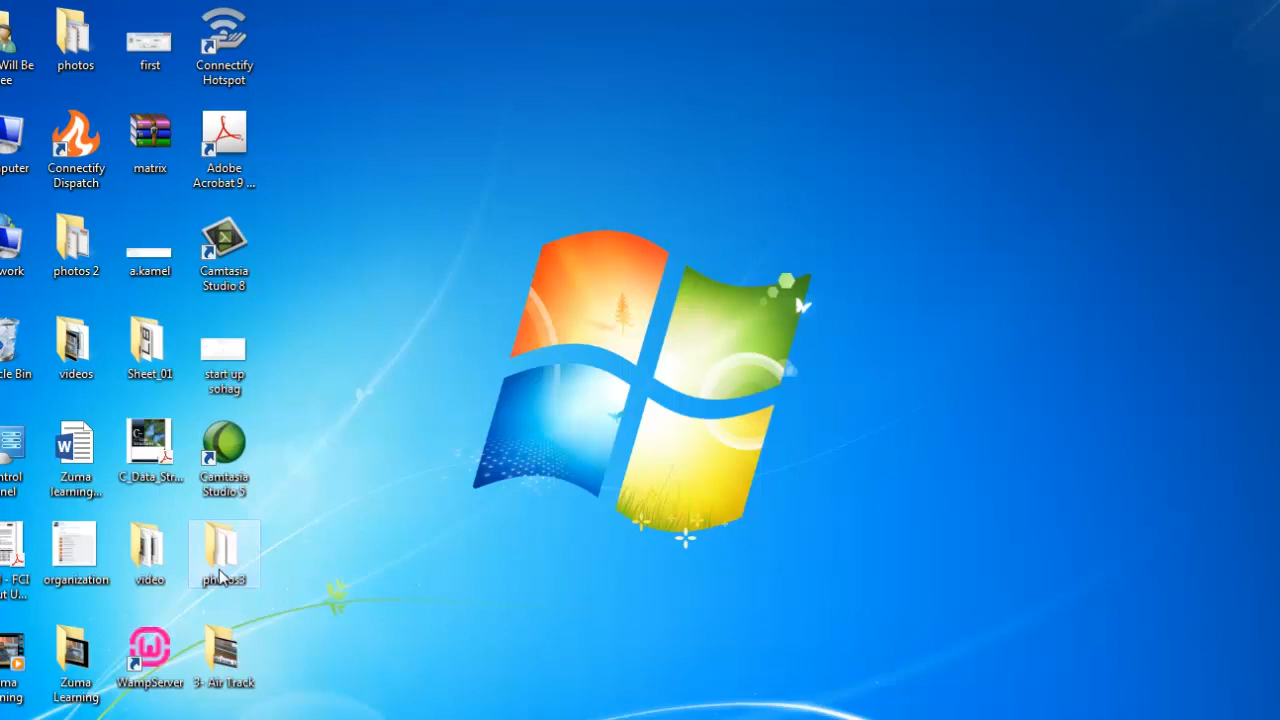 Will Be
ee
photos
first
Connectify
Hotspot
puter
Connectify
Dispatch
matrix
Adobe
Acrobat 9 ...
work
photos 2
a.kamel
Camtasia
Studio 8
cle Bin
videos
Sheet_01
start up
sohag
ntrol
nel
Zuma
learning...
C_Data_Str...
Camtasia
Studio 5
- FCI
ut U...
organization
video
photos3
ma
ning
Zuma
Learning
WampServer
3- Air Track